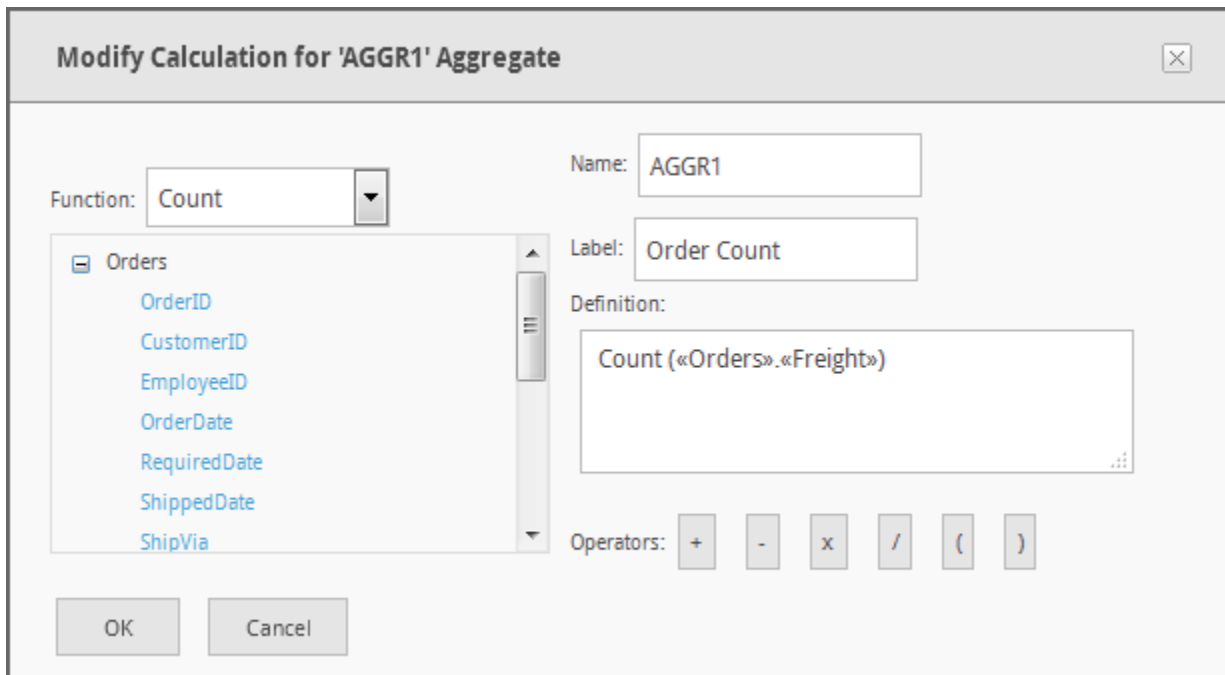 Modify Calculation for 'AGGR1' Aggregate
Function: Count
Orders
OrderID
CustomerID
EmployeeID
OrderDate
RequiredDate
ShippedDate
ShipVia
Name: AGGR1
Label: Order Count
Definition:
Count («Orders».«Freight»)
Operators: + - x / ( )
OK Cancel